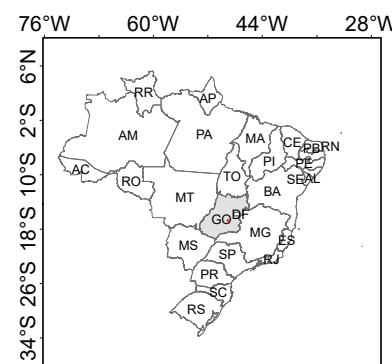 76°W 60°W 44°W 28°W
6°N
2°S
10°S
18°S
26°S
34°S
RR
AP
AM
PA
MA
CE
RN
PB
PI
PE
AC
TO
AL
SE
RO
BA
MT
DF
GO
MG
MS
ES
SP
RJ
PR
SC
RS